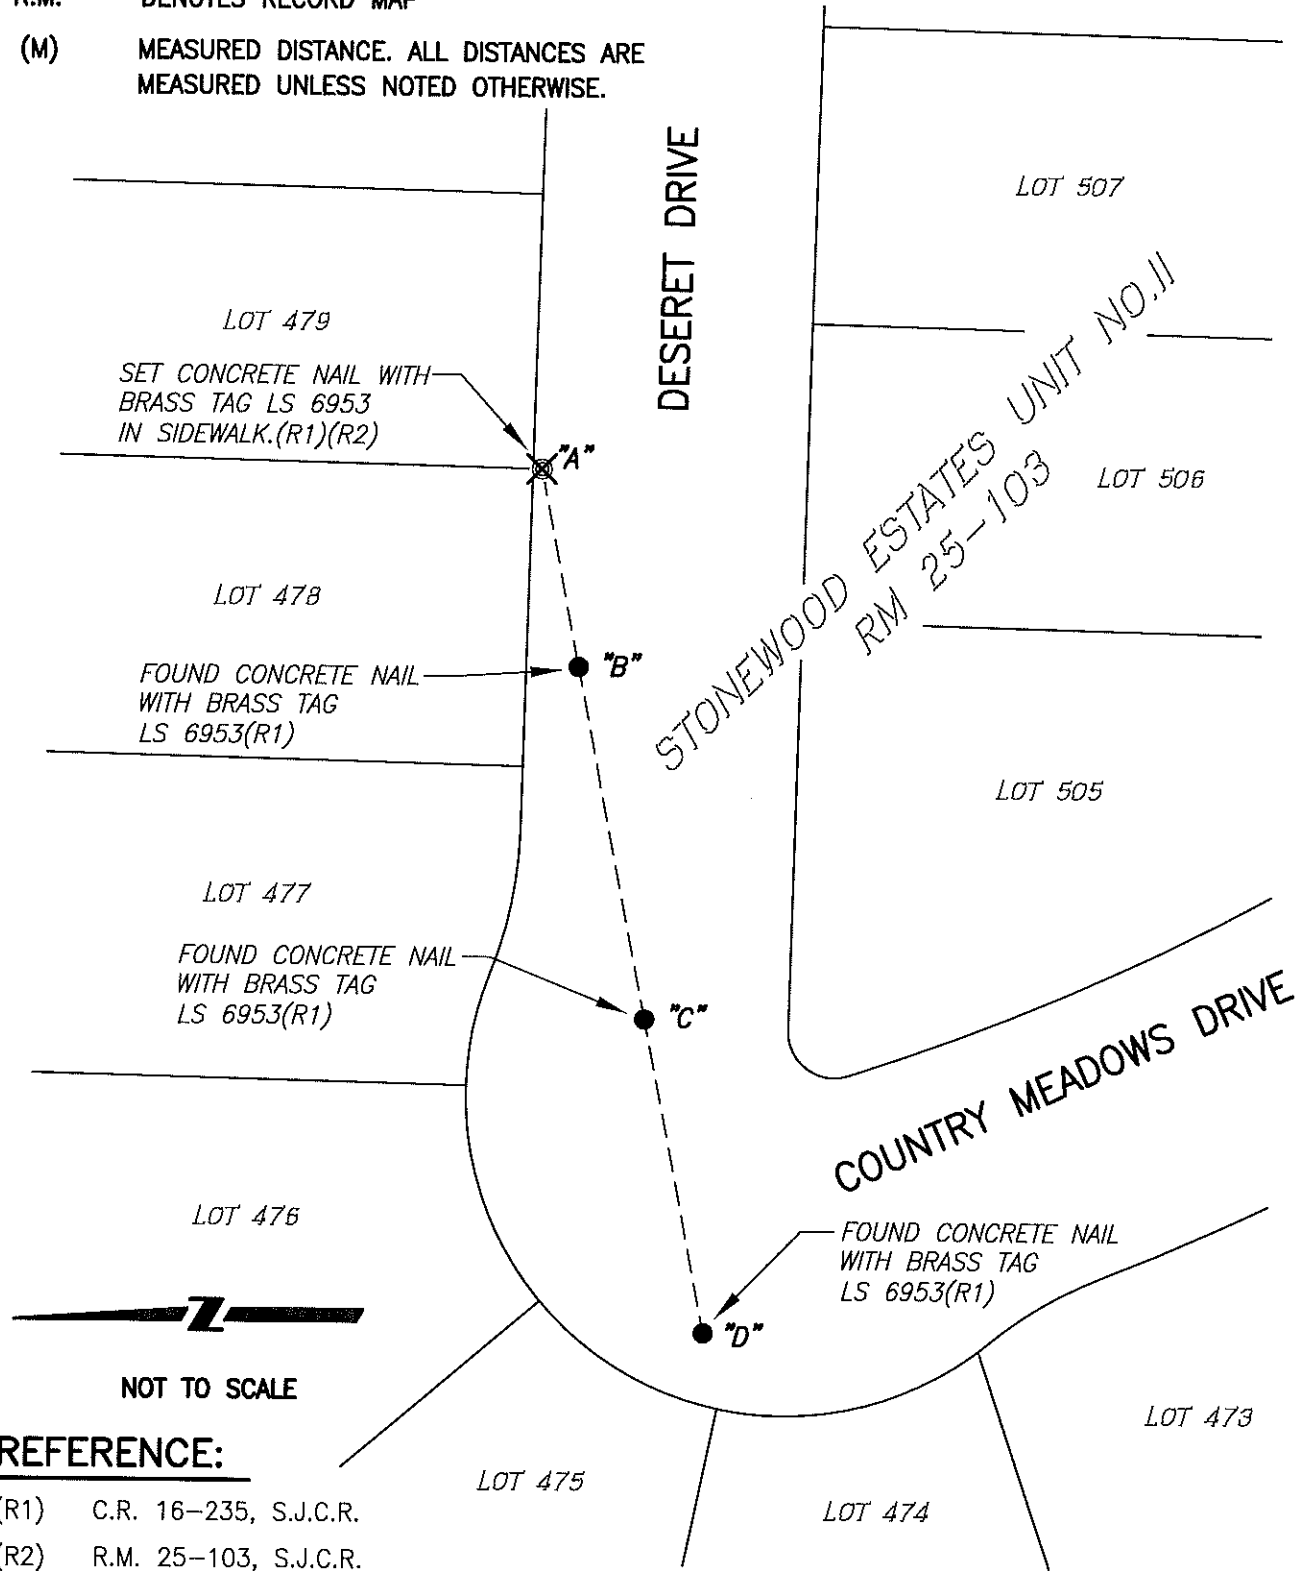 R.M. DENOTES RECORD MAP
(M) MEASURED DISTANCE. ALL DISTANCES ARE
MEASURED UNLESS NOTED OTHERWISE.
DESERET DRIVE
LOT 507
LOT 479
SET CONCRETE NAIL WITH
BRASS TAG LS 6953
IN SIDEWALK.(R1)(R2)
"A"
STONEWOOD ESTATES UNIT NO.11
RM 25-103
LOT 506
LOT 478
FOUND CONCRETE NAIL
WITH BRASS TAG
LS 6953(R1)
"B"
LOT 505
LOT 477
FOUND CONCRETE NAIL
WITH BRASS TAG
LS 6953(R1)
"C"
COUNTRY MEADOWS DRIVE
LOT 476
FOUND CONCRETE NAIL
WITH BRASS TAG
LS 6953(R1)
"D"
Z
NOT TO SCALE
LOT 473
REFERENCE:
LOT 475
(R1) C.R. 16-235, S.J.C.R.
LOT 474
(R2) R.M. 25-103, S.J.C.R.